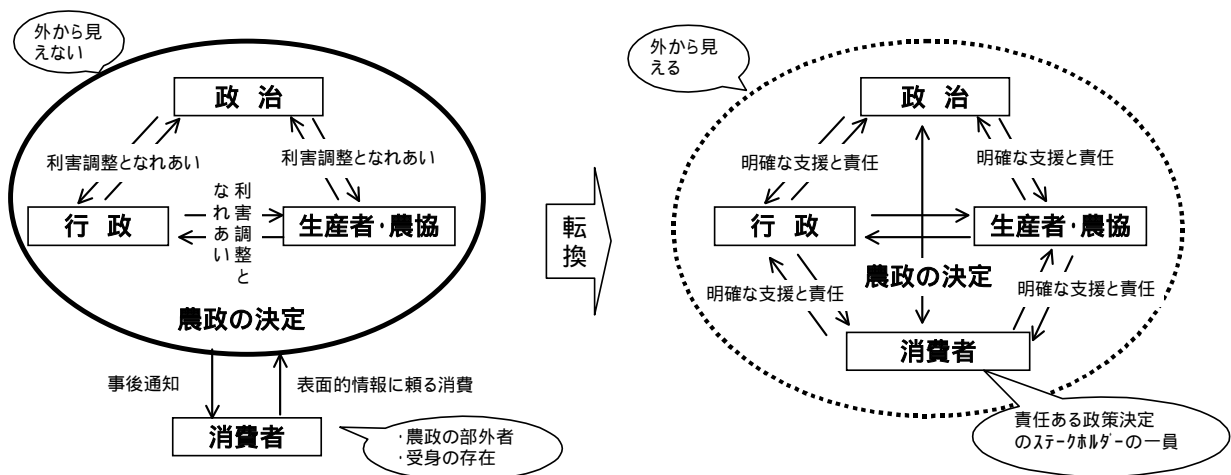 外から見
えない
政 治
利害調整となれあい
利害調整となれあい
行 政
利害調整と
なれあい
生産者・農協
農政の決定
事後通知
表面的情報に頼る消費
消費者
・農政の部外者
・受身の存在
転
換
外から見
える
政 治
明確な支援と責任
明確な支援と責任
行 政
生産者・農協
農政の決定
明確な支援と責任
明確な支援と責任
消費者
責任ある政策決定
のステークホルダーの一員